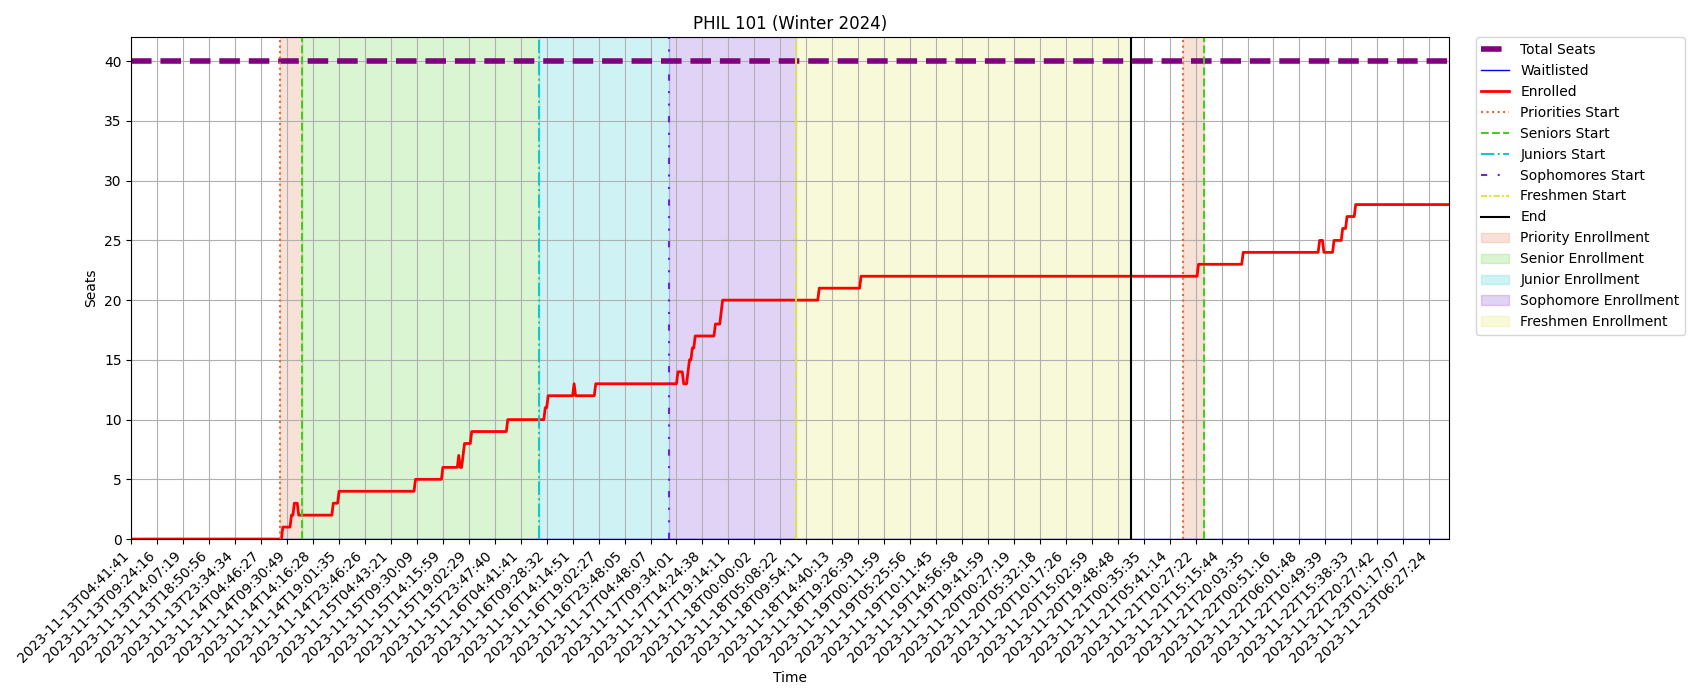 PHIL 101 (Winter 2024)
Seats
40
35
30
25
20
15
10
5
0
Total Seats
Waitlisted
Enrolled
Priorities Start
Seniors Start
Juniors Start
Sophomores Start
Freshmen Start
End
Priority Enrollment
Senior Enrollment
Junior Enrollment
Sophomore Enrollment
Freshmen Enrollment
2023-11-13T04:41:41
2023-11-13T09:24:16
2023-11-13T14:07:19
2023-11-13T18:50:56
2023-11-13T23:34:34
2023-11-14T04:46:27
2023-11-14T09:30:49
2023-11-14T14:16:28
2023-11-14T19:01:35
2023-11-14T23:46:26
2023-11-15T04:43:21
2023-11-15T09:30:09
2023-11-15T14:15:59
2023-11-15T19:02:29
2023-11-15T23:47:40
2023-11-16T04:41:41
2023-11-16T09:28:32
2023-11-16T14:14:51
2023-11-16T19:02:27
2023-11-16T23:48:05
2023-11-17T04:48:07
2023-11-17T09:34:01
2023-11-17T14:24:38
2023-11-17T19:14:11
2023-11-18T00:00:02
2023-11-18T05:08:22
2023-11-18T09:54:11
2023-11-18T14:40:13
2023-11-18T19:26:39
2023-11-19T00:11:59
2023-11-19T05:25:56
2023-11-19T10:11:45
2023-11-19T14:56:58
2023-11-19T19:41:59
2023-11-20T00:27:19
2023-11-20T05:32:18
2023-11-20T10:17:26
2023-11-20T15:02:59
2023-11-20T19:48:48
2023-11-21T00:35:35
2023-11-21T05:41:14
2023-11-21T10:27:22
2023-11-21T15:15:44
2023-11-21T20:03:35
2023-11-22T00:51:16
2023-11-22T06:01:48
2023-11-22T10:49:39
2023-11-22T15:38:33
2023-11-22T20:27:42
2023-11-23T01:17:07
2023-11-23T06:27:24
Time